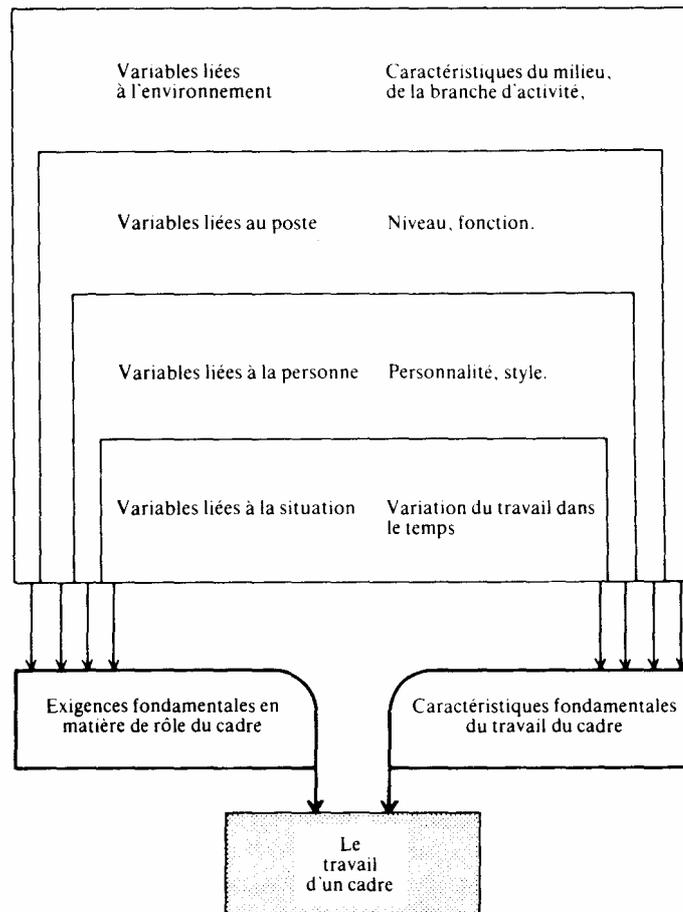 Variables liées
à l'environnement
Caractéristiques du milieu,
de la branche d'activité,
Variables liées au poste
Niveau, fonction.
Variables liées à la personne
Personnalité, style.
Variables liées à la situation
Variation du travail dans
le temps
Exigences fondamentales en
matière de rôle du cadre
Caractéristiques fondamentales
du travail du cadre
Le
travail
d'un cadre